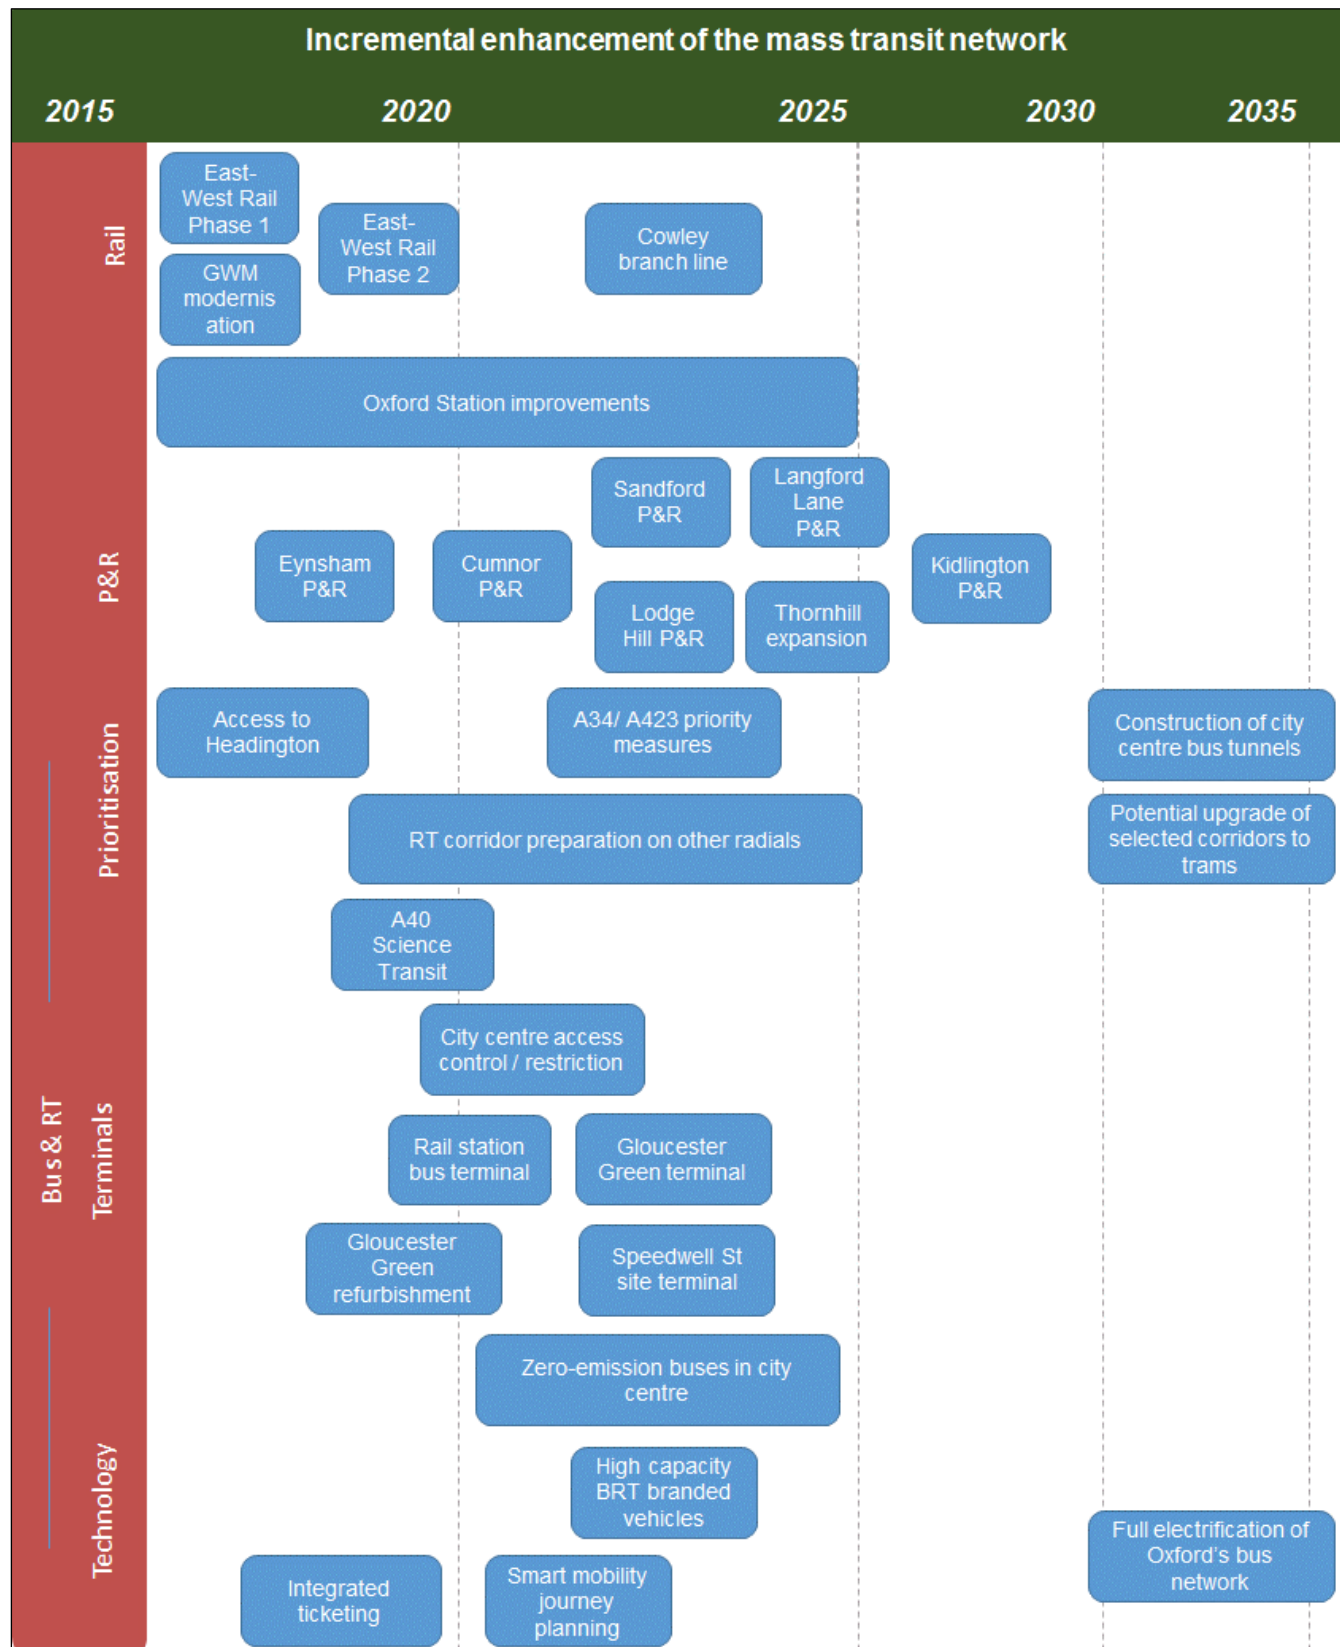 Incremental enhancement of the mass transit network
2015 2020 2025 2030 2035
Rail
East-
West Rail
Phase 1
East-
West Rail
Phase 2
Cowley
branch line
GWM
modernis
ation
Oxford Station improvements
P&R
Sandford
P&R
Langford
Lane
P&R
Eynsham
P&R
Cumnor
P&R
Kidlington
P&R
Lodge
Hill P&R
Thornhill
expansion
Bus & RT
Prioritisation
Access to
Headington
A34/ A423 priority
measures
Construction of city
centre bus tunnels
RT corridor preparation on other radials
Potential upgrade of
selected corridors to
trams
A40
Science
Transit
City centre access
control / restriction
Terminals
Rail station
bus terminal
Gloucester
Green terminal
Gloucester
Green
refurbishment
Speedwell St
site terminal
Technology
Zero-emission buses in city
centre
High capacity
BRT branded
vehicles
Full electrification of
Oxford's bus
network
Integrated
ticketing
Smart mobility
journey
planning